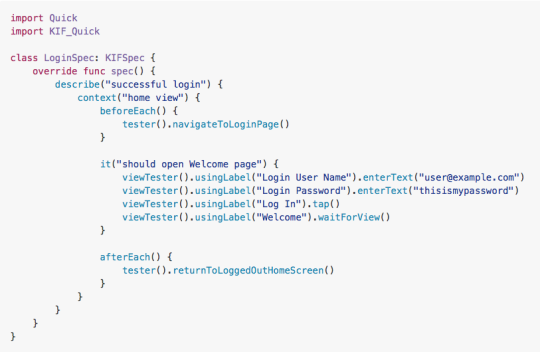 import Quick
import KIF_Quick
class LoginSpec: KIFSpec {
override func spec() {
describe("successful login") {
context("home view") {
beforeEach() {
tester().navigateToLoginPage()
}
it("should open Welcome page") {
viewTester().usingLabel("Login User Name").enterText("user@example.com")
viewTester().usingLabel("Login Password").enterText("thisismypassword")
viewTester().usingLabel("Log In").tap()
viewTester().usingLabel("Welcome").waitForView()
}
afterEach() {
tester().returnToLoggedOutHomeScreen()
}
}
}
}
}